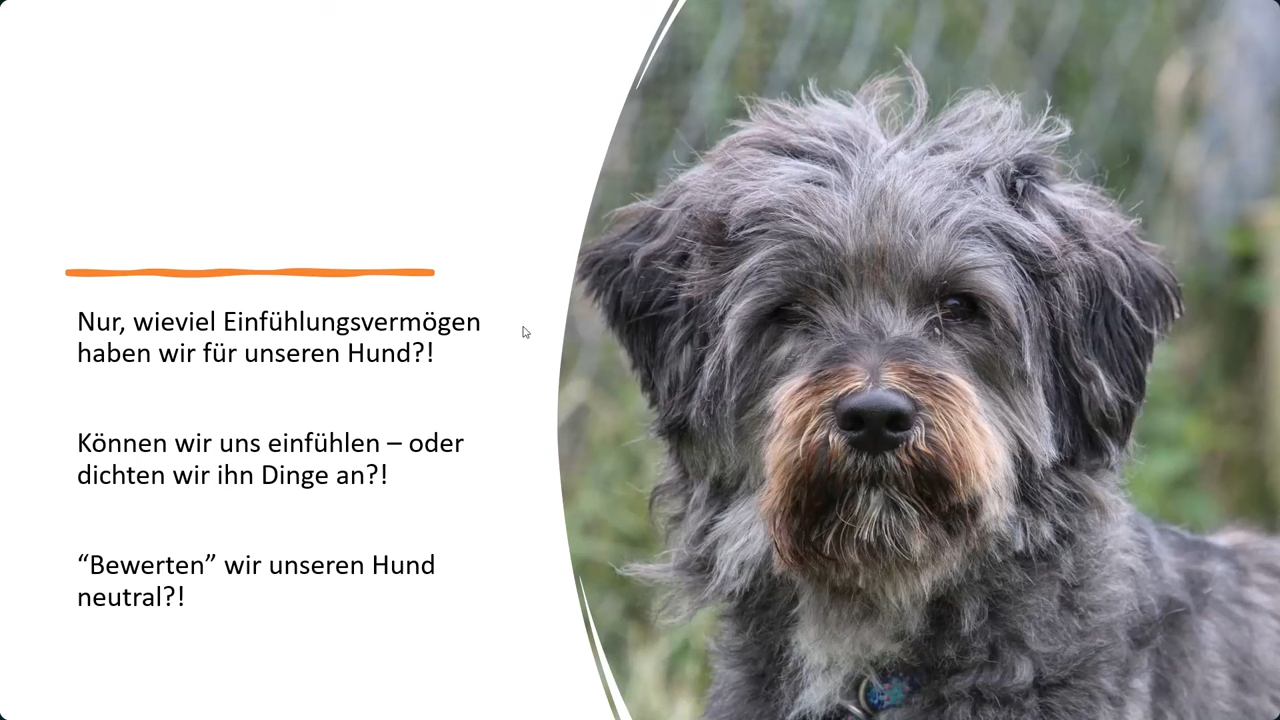 Nur, wieviel Einfühlungsvermögen
haben wir für unseren Hund?!
Können wir uns einfühlen – oder
dichten wir ihn Dinge an?!
“Bewerten” wir unseren Hund
neutral?!